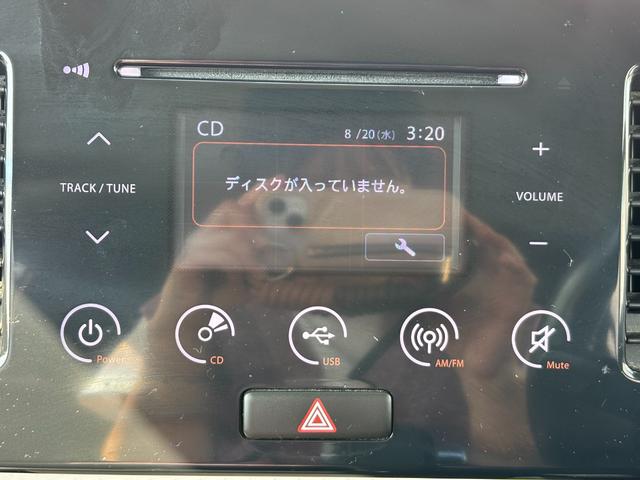 CD 8/20(水) 3:20
ディスクが入っていません。
TRACK / TUNE
+
VOLUME
−
Power
CD
USB
AM/FM
Mute